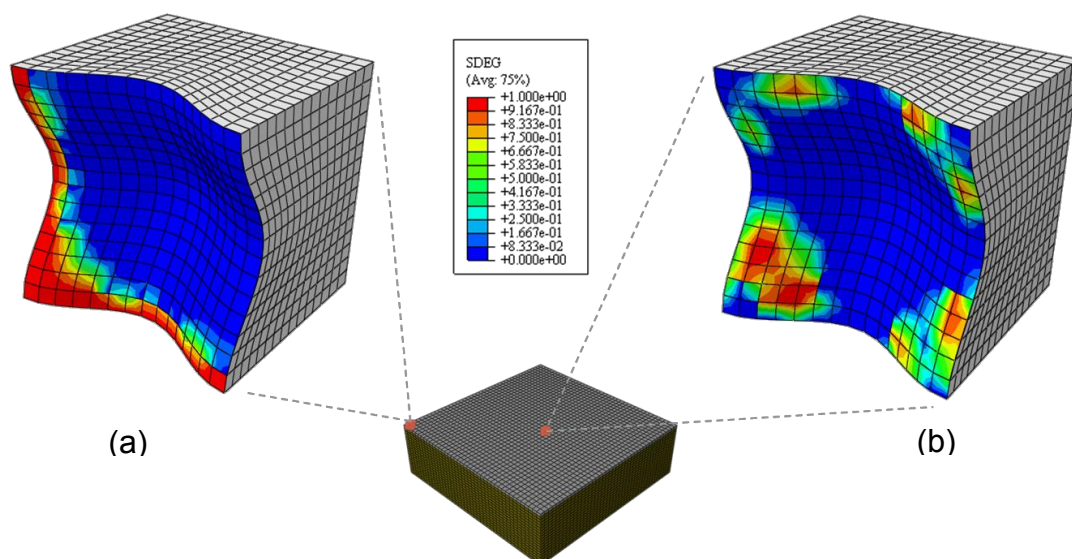 SDEG
(Avg: 75%)
+1.000e+00
+9.167e-01
+8.333e-01
+7.500e-01
+6.667e-01
+5.833e-01
+5.000e-01
+4.167e-01
+3.333e-01
+2.500e-01
+1.667e-01
+8.333e-02
+0.000e+00
(a)
(b)